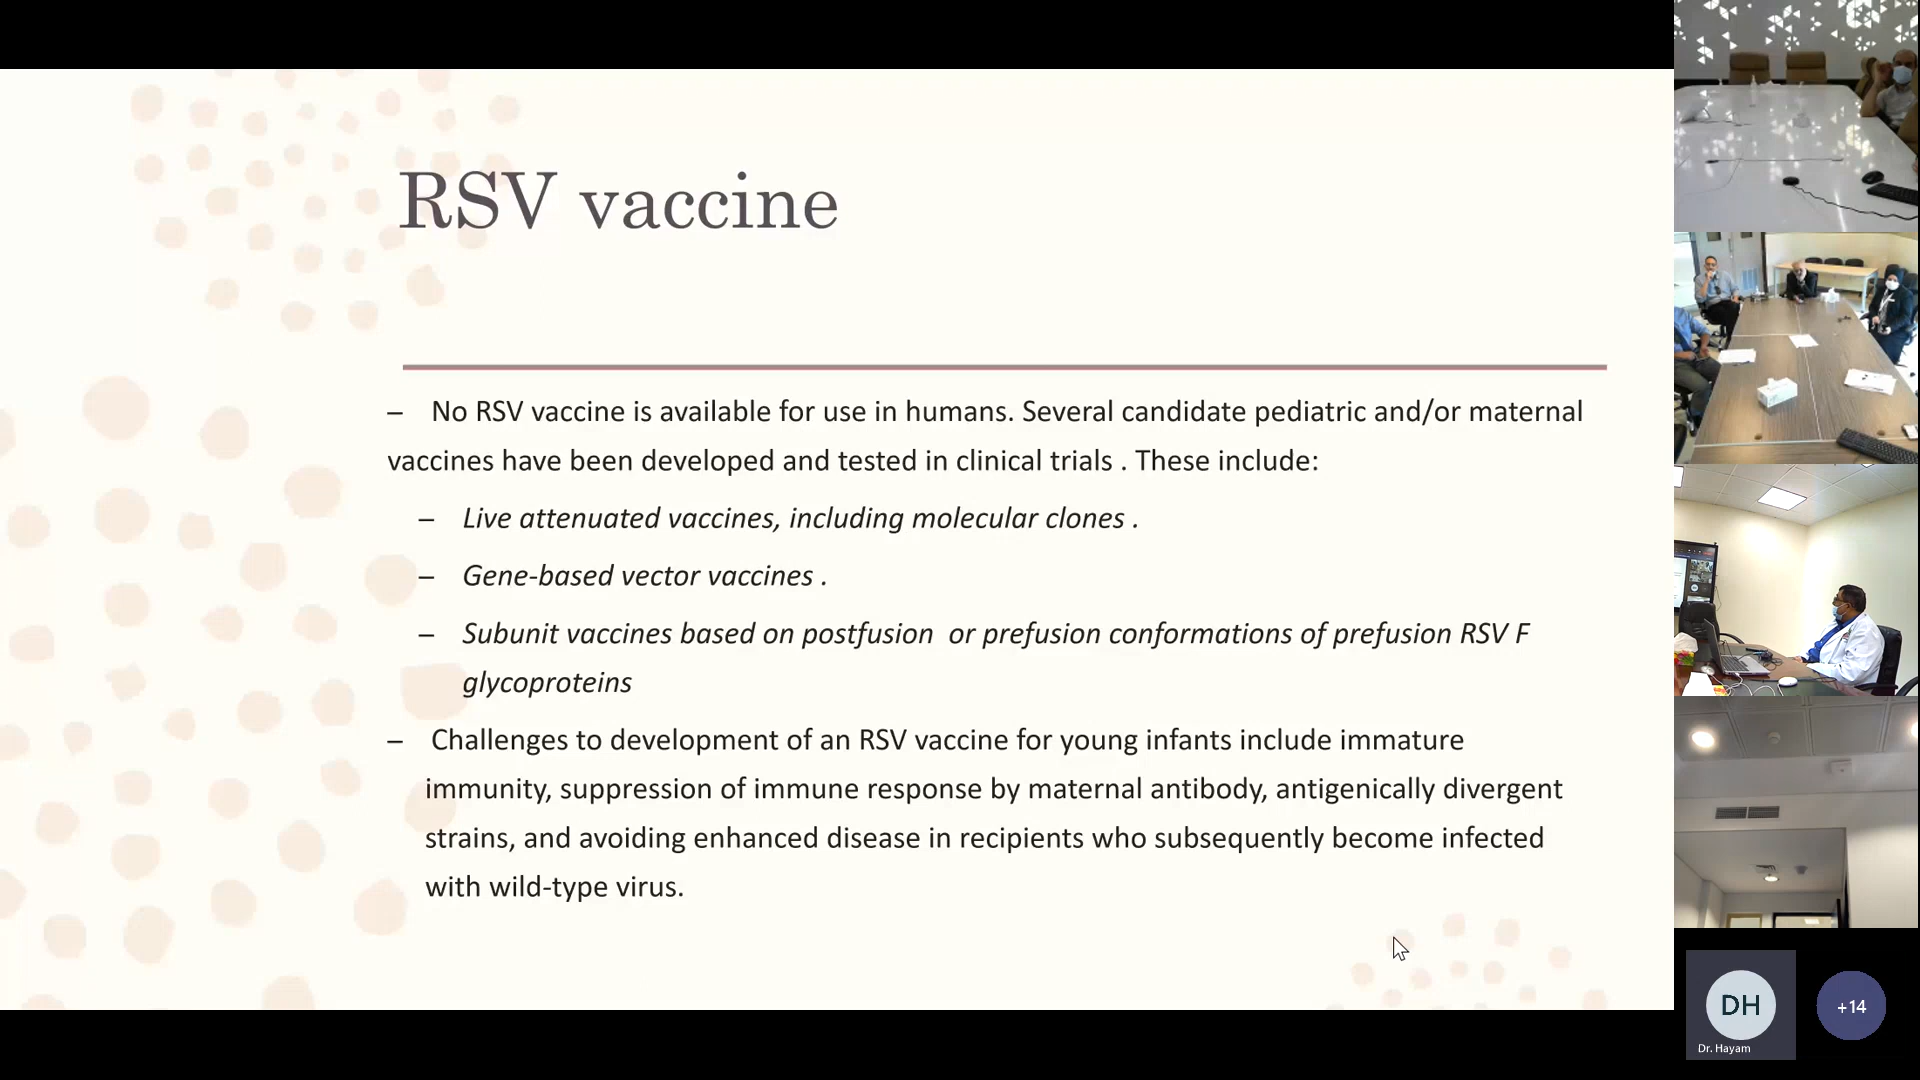 RSV vaccine
– No RSV vaccine is available for use in humans. Several candidate pediatric and/or maternal
vaccines have been developed and tested in clinical trials . These include:
– Live attenuated vaccines, including molecular clones .
– Gene-based vector vaccines .
– Subunit vaccines based on postfusion  or prefusion conformations of prefusion RSV F
glycoproteins
– Challenges to development of an RSV vaccine for young infants include immature
immunity, suppression of immune response by maternal antibody, antigenically divergent
strains, and avoiding enhanced disease in recipients who subsequently become infected
with wild-type virus.
DH
+14
Dr. Hayam